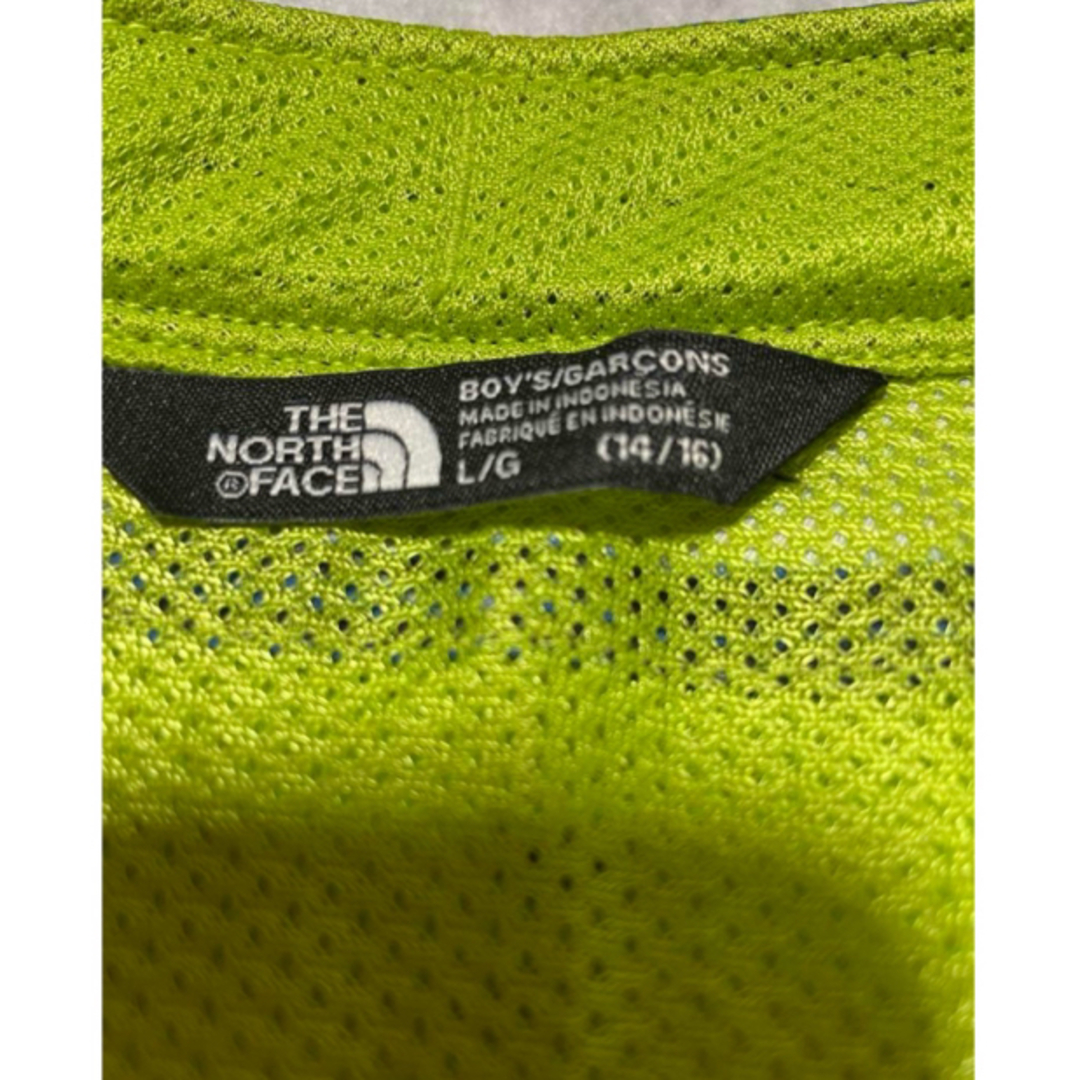 THE
NORTH
®FACE
BOY'S/GARÇONS
MADE IN INDONESIA
FABRIQUÉ EN INDONÉSIE
L/G (14/16)